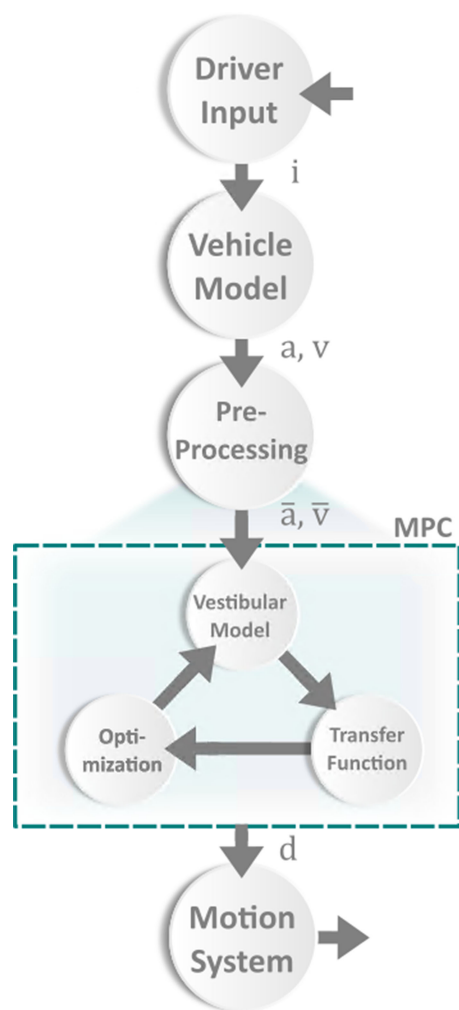 Driver
Input
i
Vehicle
Model
a, v
Pre-
Processing
a̅, v̅
MPC
Vestibular
Model
Opti-
mization
Transfer
Function
d
Motion
System